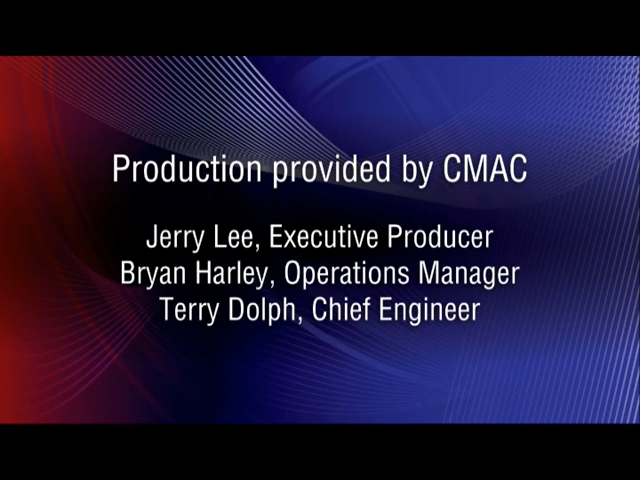 Production provided by CMAC
Jerry Lee, Executive Producer
Bryan Harley, Operations Manager
Terry Dolph, Chief Engineer